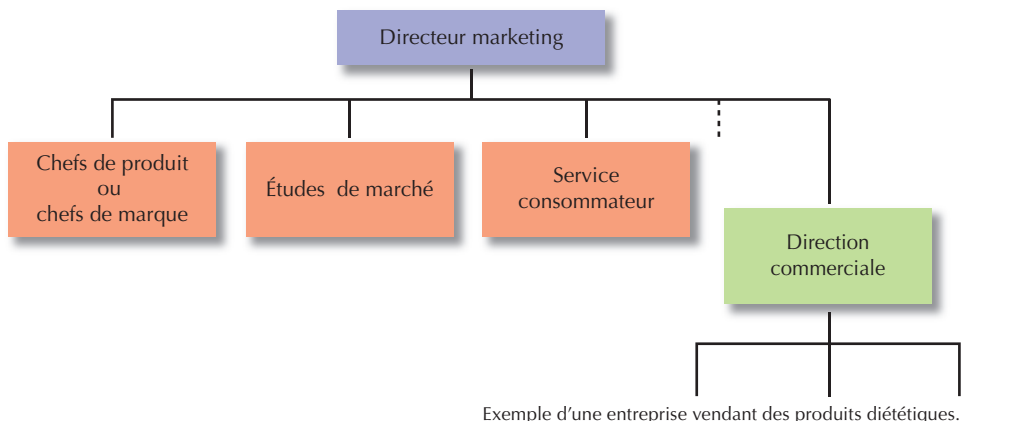 Directeur marketing
Chefs de produit
ou
chefs de marque
Études de marché
Service
consommateur
Direction
commerciale
Exemple d'une entreprise vendant des produits diététiques.